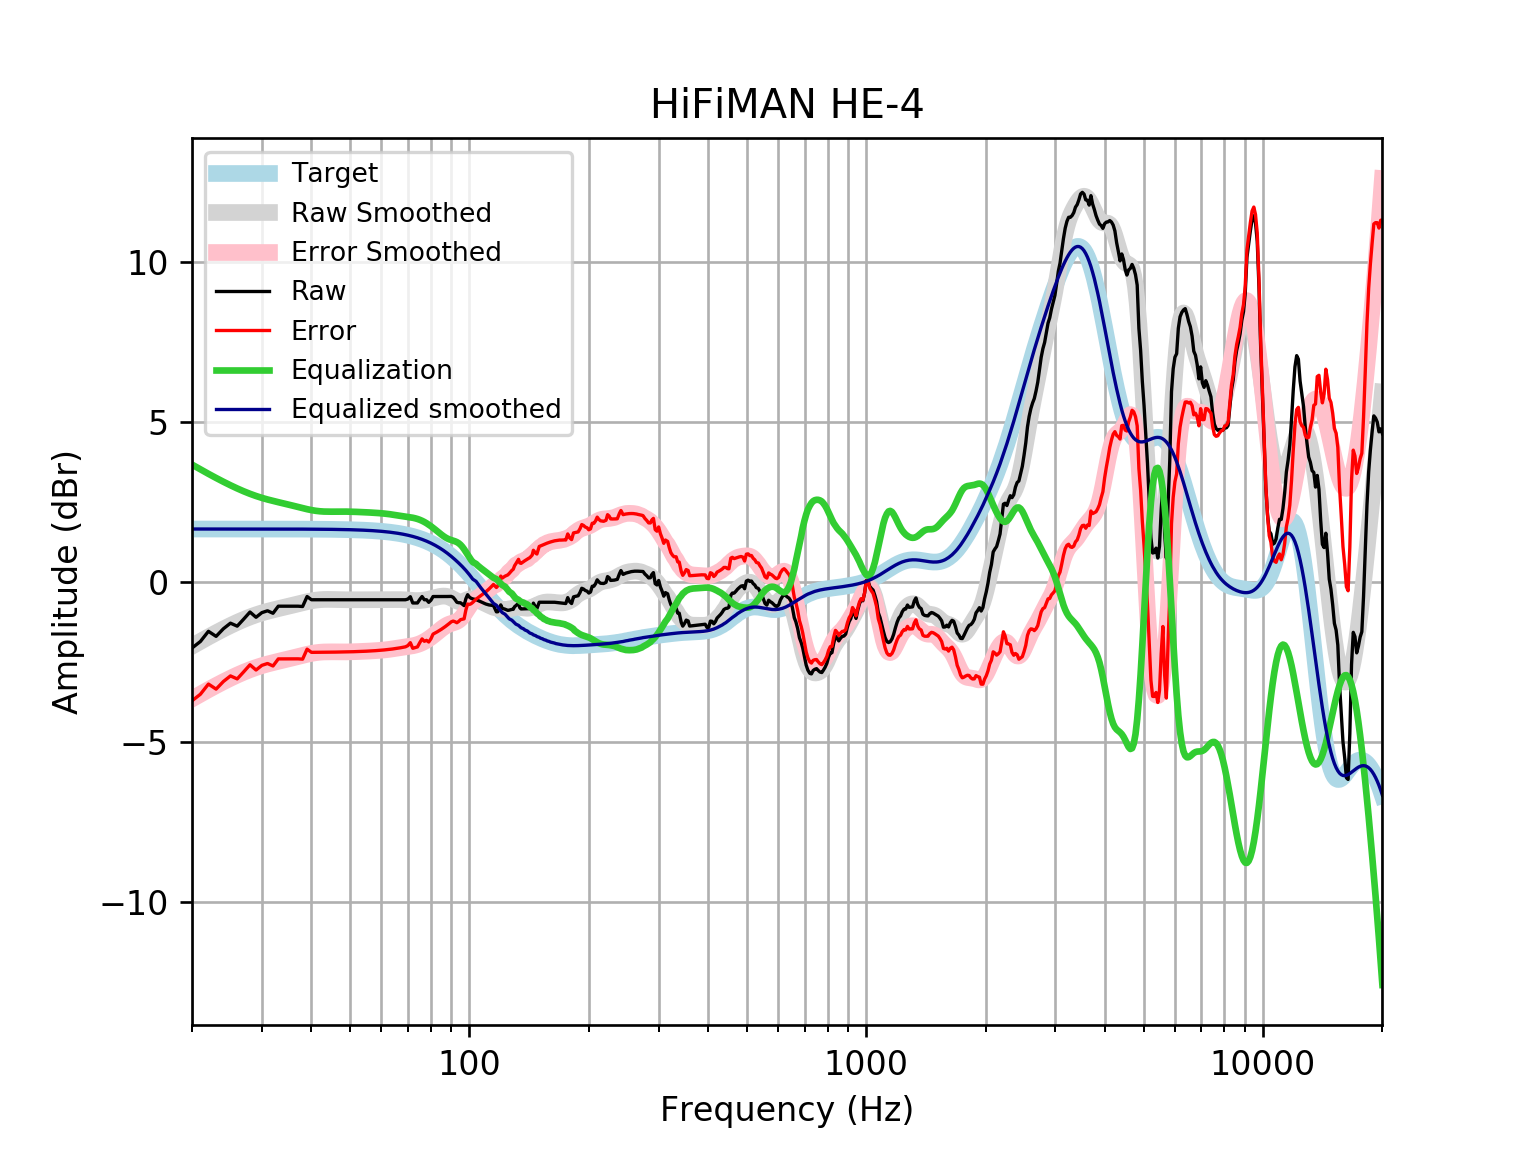 HiFiMAN HE-4
Target
Raw Smoothed
Error Smoothed
Raw
Error
Equalization
Equalized smoothed
10
5
0
−5
−10
Amplitude (dBr)
100 1000 10000
Frequency (Hz)